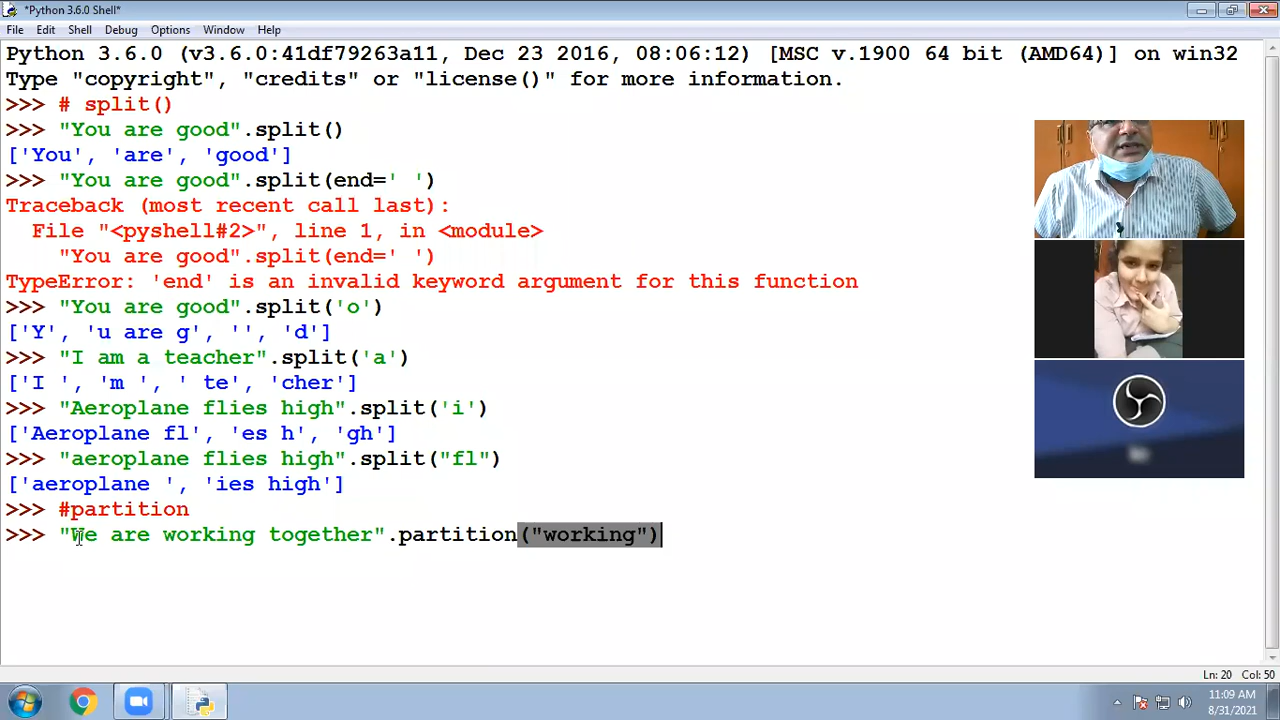 *Python 3.6.0 Shell*
File Edit Shell Debug Options Window Help
Python 3.6.0 (v3.6.0:41df79263a11, Dec 23 2016, 08:06:12) [MSC v.1900 64 bit (AMD64)] on win32
Type "copyright", "credits" or "license()" for more information.
>>> # split()
>>> "You are good".split()
['You', 'are', 'good']
>>> "You are good".split(end=' ')
Traceback (most recent call last):
  File "<pyshell#2>", line 1, in <module>
    "You are good".split(end=' ')
TypeError: 'end' is an invalid keyword argument for this function
>>> "You are good".split('o')
['Y', 'u are g', '', 'd']
>>> "I am a teacher".split('a')
['I ', 'm ', ' te', 'cher']
>>> "Aeroplane flies high".split('i')
['Aeroplane fl', 'es h', 'gh']
>>> "aeroplane flies high".split("fl")
['aeroplane ', 'ies high']
>>> #partition
>>> "We are working together".partition("working")
Ln: 20 Col: 50
11:09 AM
8/31/2021